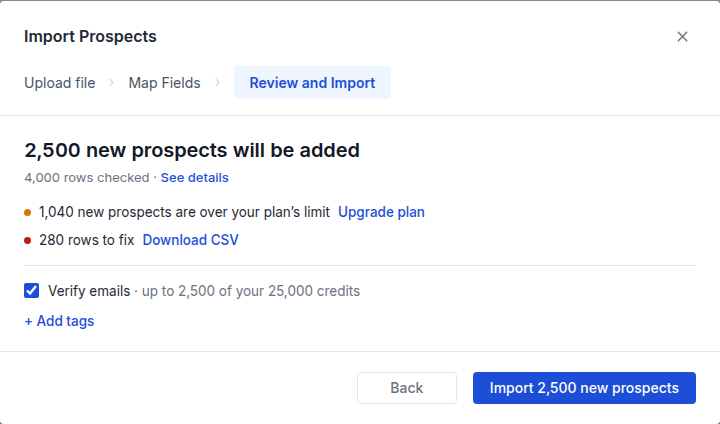 Import Prospects
Upload file
Map Fields
Review and Import
2,500 new prospects will be added
4,000 rows checked · See details
1,040 new prospects are over your plan’s limit Upgrade plan
280 rows to fix Download CSV
Verify emails · up to 2,500 of your 25,000 credits
+ Add tags
Back
Import 2,500 new prospects